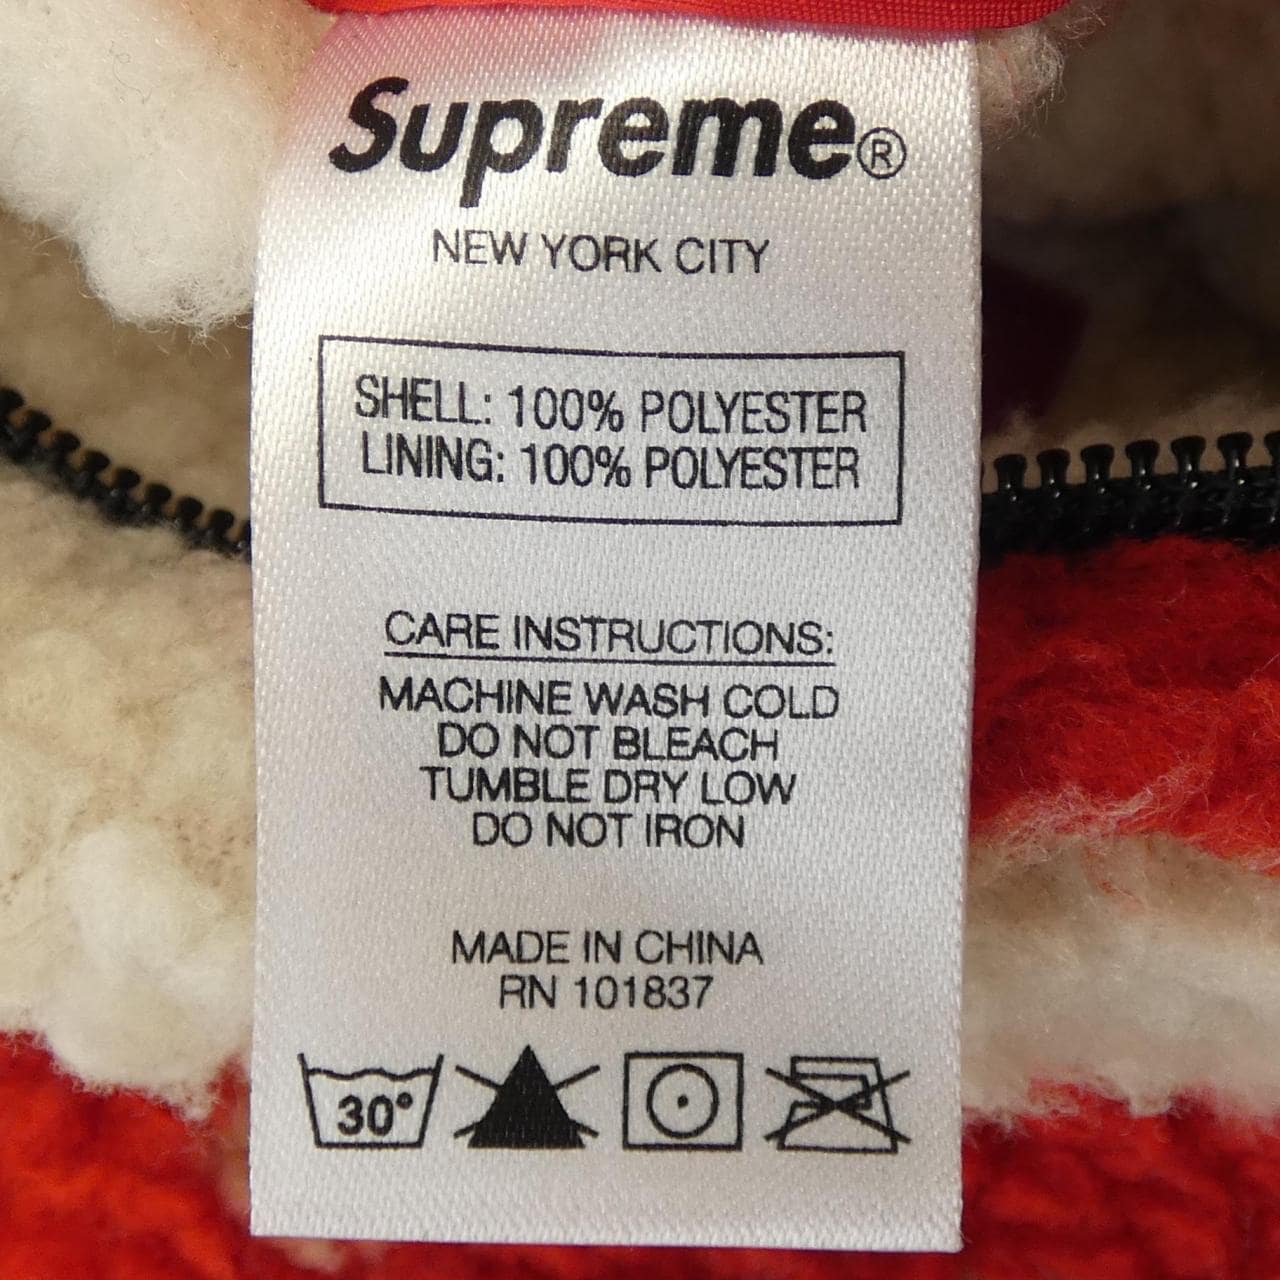 Supreme®
NEW YORK CITY
SHELL: 100% POLYESTER
LINING: 100% POLYESTER
CARE INSTRUCTIONS:
MACHINE WASH COLD
DO NOT BLEACH
TUMBLE DRY LOW
DO NOT IRON
MADE IN CHINA
RN 101837
30°